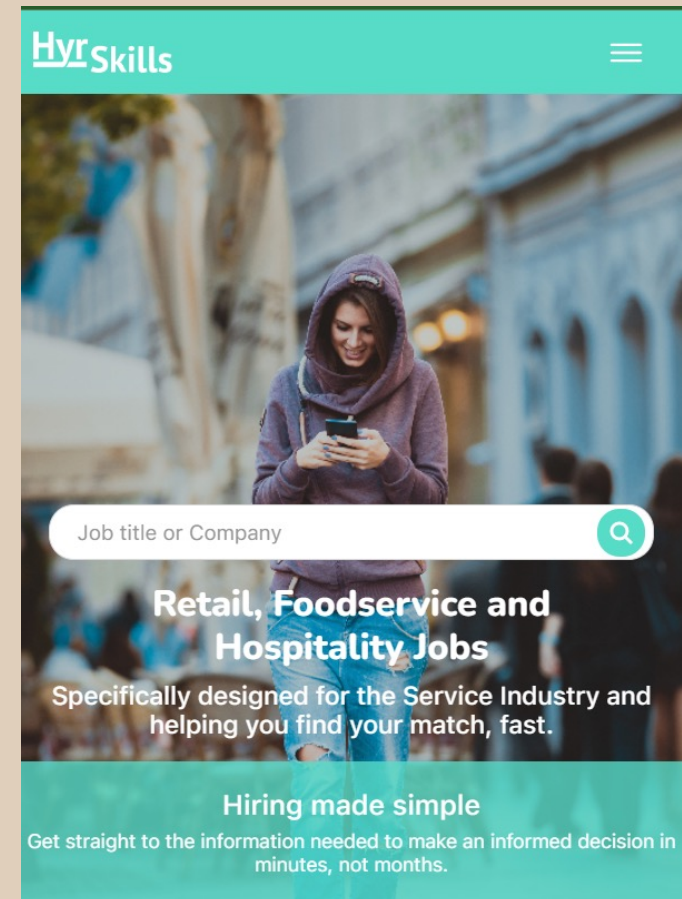 Hyr Skills
Job title or Company
Retail, Foodservice and
Hospitality Jobs
Specifically designed for the Service Industry and
helping you find your match, fast.
Hiring made simple
Get straight to the information needed to make an informed decision in
minutes, not months.